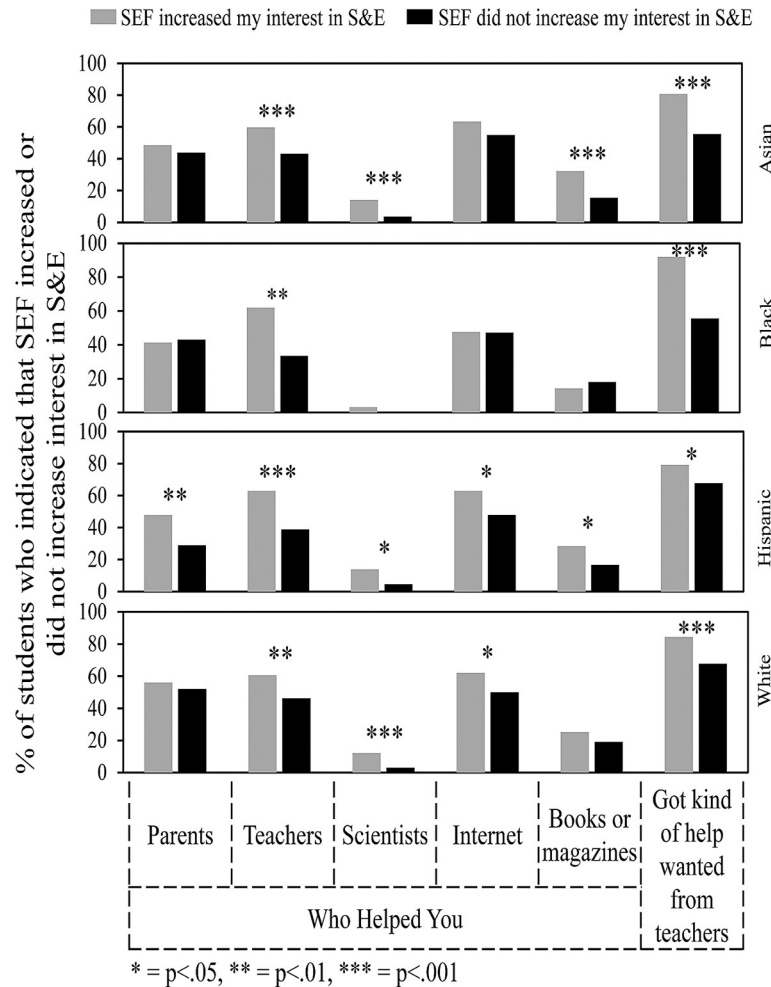 SEF increased my interest in S&E SEF did not increase my interest in S&E
% of students who indicated that SEF increased or
did not increase interest in S&E
100
80
60
40
20
0
***
***
***
***
Asian
100
80
60
40
20
0
**
***
Black
100
80
60
40
20
0
**
***
*
*
*
*
Hispanic
100
80
60
40
20
0
**
***
*
***
White
Parents
Teachers
Scientists
Internet
Books or
magazines
Got kind
of help
wanted
from
teachers
Who Helped You
* = p<.05, ** = p<.01, *** = p<.001